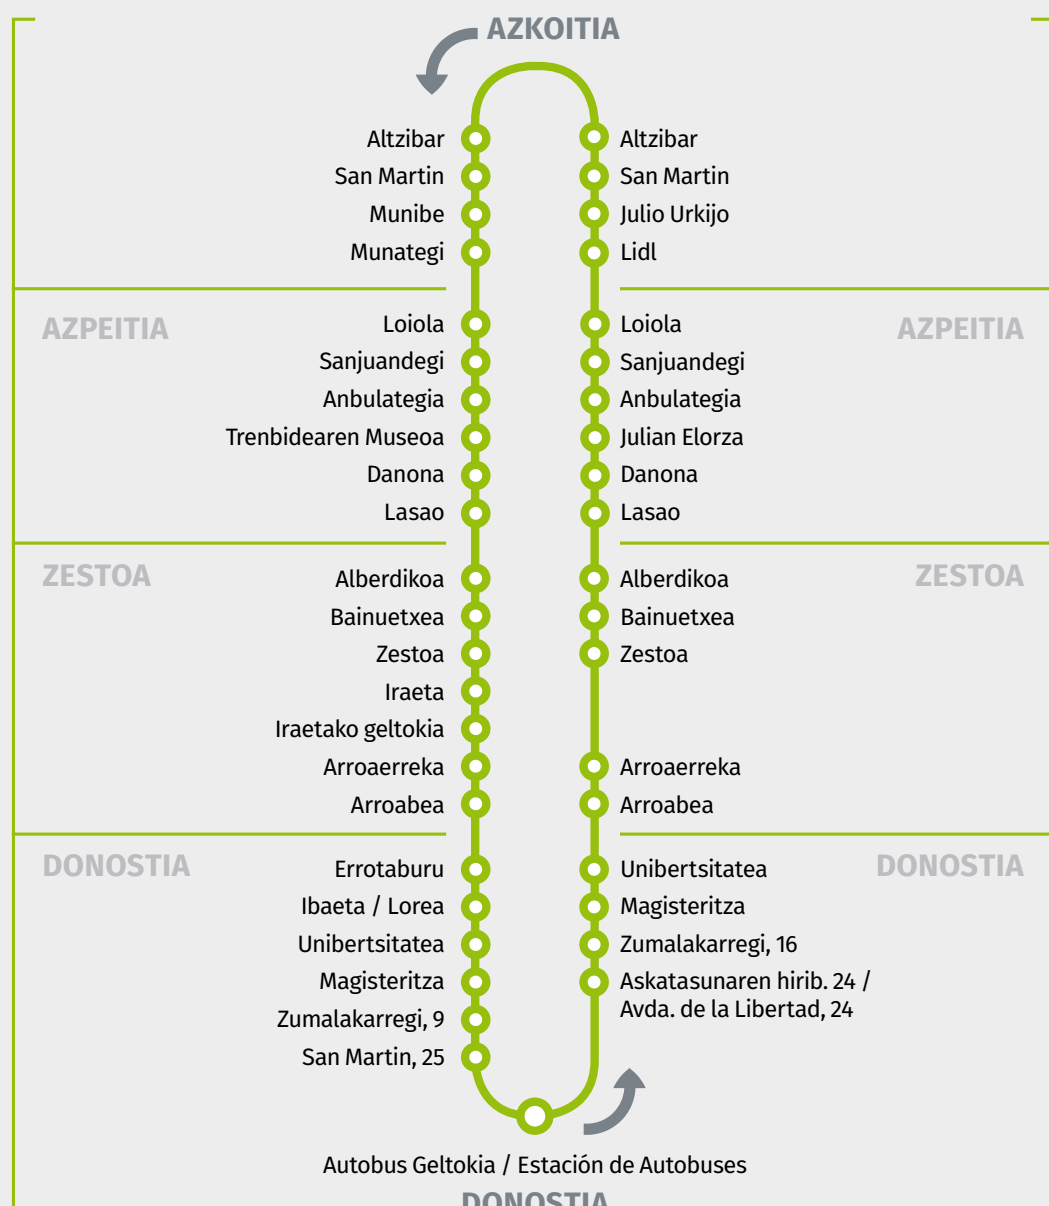 AZKOITIA
Altzibar
Altzibar
San Martin
San Martin
Munibe
Julio Urkijo
Munategi
Lidl
AZPEITIA
Loiola
Loiola
AZPEITIA
Sanjuandegi
Sanjuandegi
Anbulategia
Anbulategia
Trenbidearen Museoa
Julian Elorza
Danona
Danona
Lasao
Lasao
ZESTOA
Alberdikoa
Alberdikoa
ZESTOA
Bainuetxea
Bainuetxea
Zestoa
Zestoa
Iraeta
Iraetako geltokia
Arroaerreka
Arroaerreka
Arroabea
Arroabea
DONOSTIA
Errotaburu
Unibertsitatea
DONOSTIA
Ibaeta / Lorea
Magisteritza
Unibertsitatea
Zumalakarregi, 16
Magisteritza
Askatasunaren hirib. 24 /
Avda. de la Libertad, 24
Zumalakarregi, 9
San Martin, 25
Autobus Geltokia / Estación de Autobuses
DONOSTIA